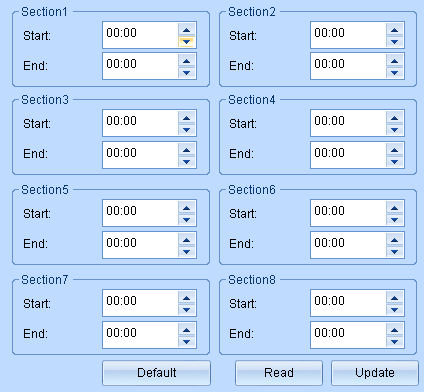 Section1
Start: 00:00
End: 00:00
Section2
Start: 00:00
End: 00:00
Section3
Start: 00:00
End: 00:00
Section4
Start: 00:00
End: 00:00
Section5
Start: 00:00
End: 00:00
Section6
Start: 00:00
End: 00:00
Section7
Start: 00:00
End: 00:00
Section8
Start: 00:00
End: 00:00
Default Read Update